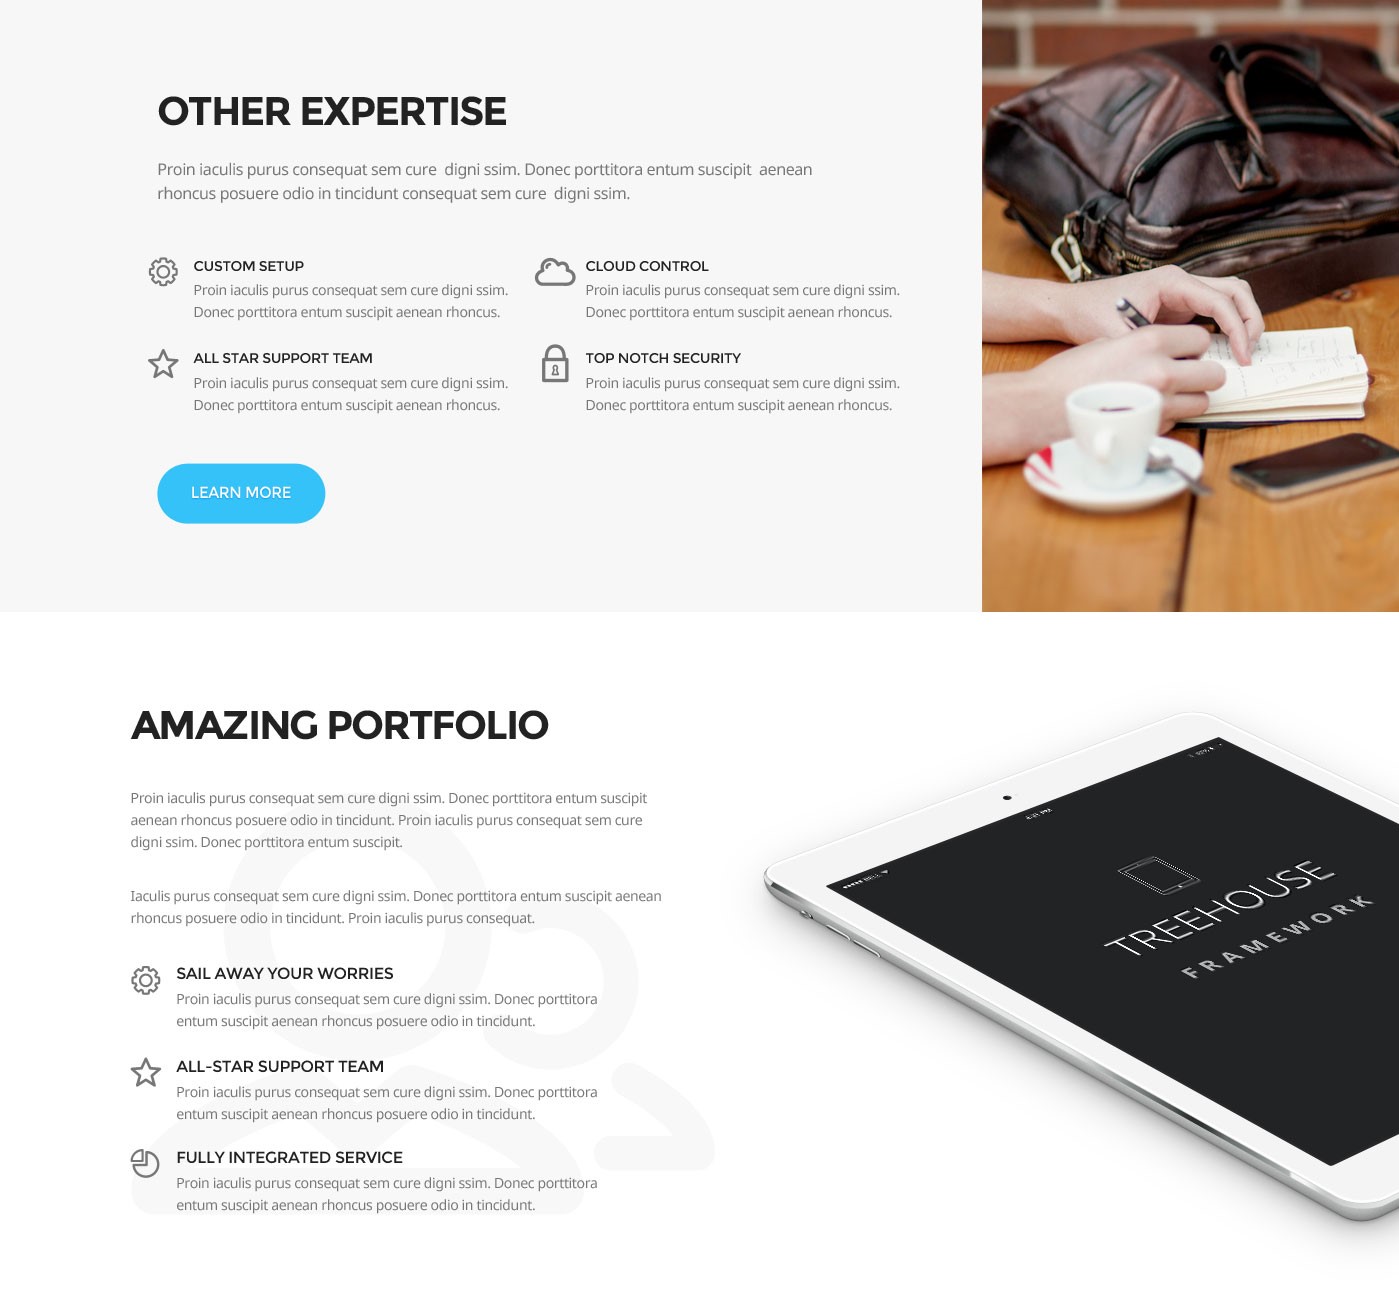 OTHER EXPERTISE
Proin iaculis purus consequat sem cure digni ssim. Donec porttitora entum suscipit aenean
rhoncus posuere odio in tincidunt consequat sem cure digni ssim.
CUSTOM SETUP
Proin iaculis purus consequat sem cure digni ssim.
Donec porttitora entum suscipit aenean rhoncus.
CLOUD CONTROL
Proin iaculis purus consequat sem cure digni ssim.
Donec porttitora entum suscipit aenean rhoncus.
ALL STAR SUPPORT TEAM
Proin iaculis purus consequat sem cure digni ssim.
Donec porttitora entum suscipit aenean rhoncus.
TOP NOTCH SECURITY
Proin iaculis purus consequat sem cure digni ssim.
Donec porttitora entum suscipit aenean rhoncus.
LEARN MORE
AMAZING PORTFOLIO
Proin iaculis purus consequat sem cure digni ssim. Donec porttitora entum suscipit
aenean rhoncus posuere odio in tincidunt. Proin iaculis purus consequat sem cure
digni ssim. Donec porttitora entum suscipit.
Iaculis purus consequat sem cure digni ssim. Donec porttitora entum suscipit aenean
rhoncus posuere odio in tincidunt. Proin iaculis purus consequat.
SAIL AWAY YOUR WORRIES
Proin iaculis purus consequat sem cure digni ssim. Donec porttitora
entum suscipit aenean rhoncus posuere odio in tincidunt.
ALL-STAR SUPPORT TEAM
Proin iaculis purus consequat sem cure digni ssim. Donec porttitora
entum suscipit aenean rhoncus posuere odio in tincidunt.
FULLY INTEGRATED SERVICE
Proin iaculis purus consequat sem cure digni ssim. Donec porttitora
entum suscipit aenean rhoncus posuere odio in tincidunt.
BELL
4:21 PM
TREEHOUSE
FRAMEWORK